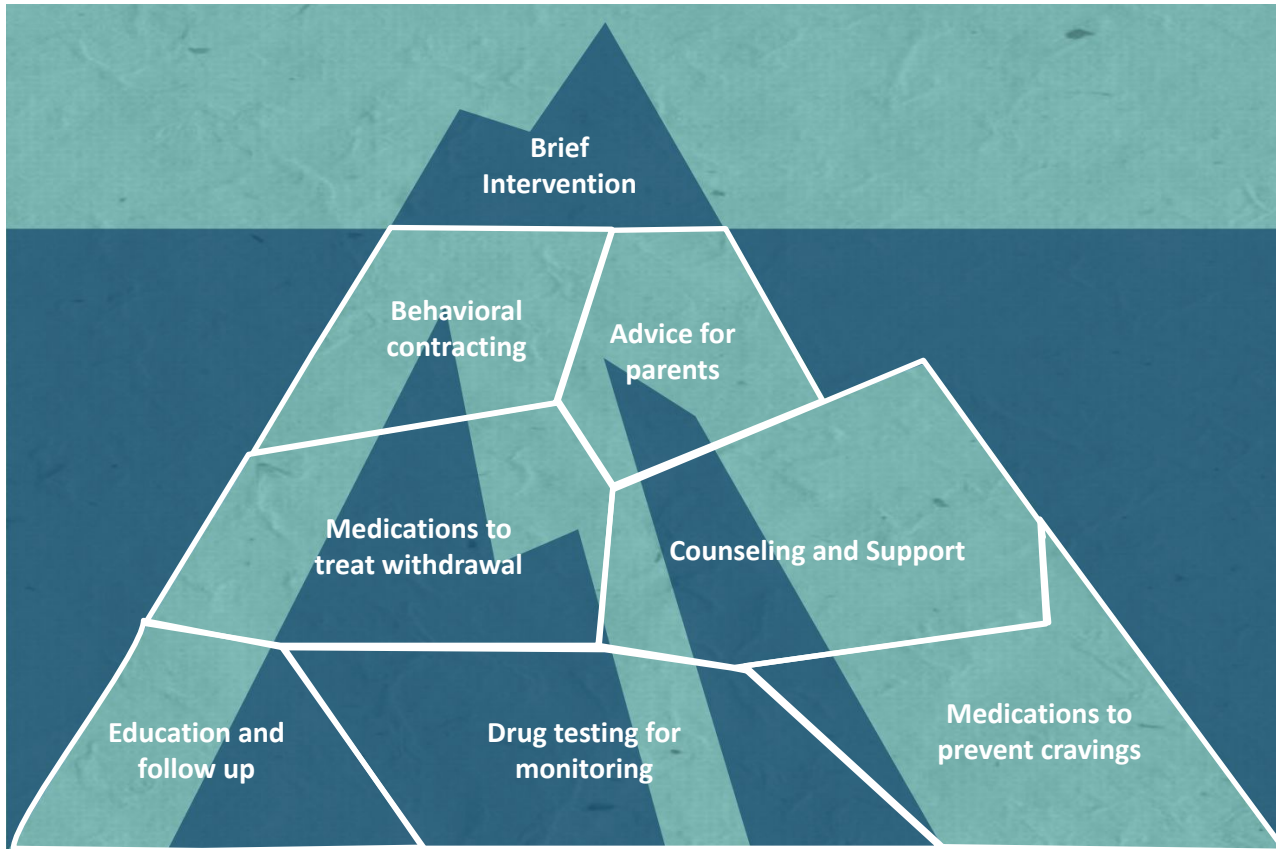 Brief
Intervention
Behavioral
contracting
Advice for
parents
Medications to
treat withdrawal
Counseling and Support
Education and
follow up
Drug testing for
monitoring
Medications to
prevent cravings